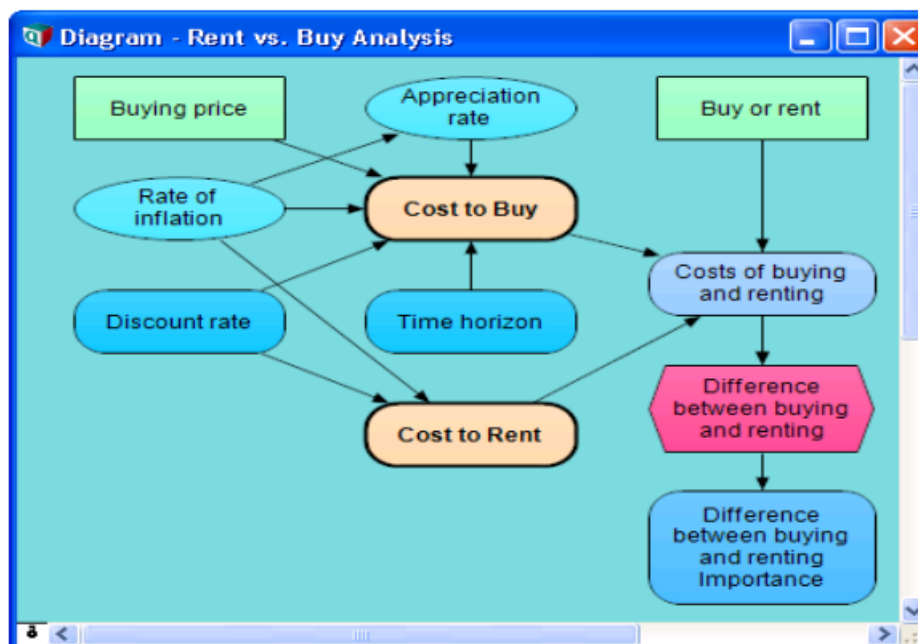 Diagram - Rent vs. Buy Analysis
Buying price
Appreciation
rate
Buy or rent
Rate of
inflation
Cost to Buy
Costs of buying
and renting
Discount rate
Time horizon
Difference
between buying
and renting
Cost to Rent
Difference
between buying
and renting
Importance